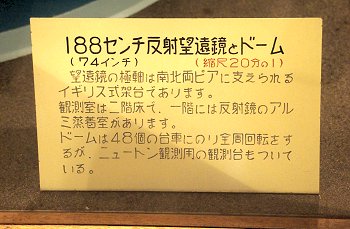 188センチ反射望遠鏡とドーム
(74インチ) (縮尺20分の1)
望遠鏡の極軸は南北両ピアに支えられる
イギリス式架台であります。
観測室は二階床で、一階には反射鏡のアル
ミ蒸着室があります。
ドームは48個の台車にのり全周回転をす
るが、ニュートン観測用の観測台もついて
いる。